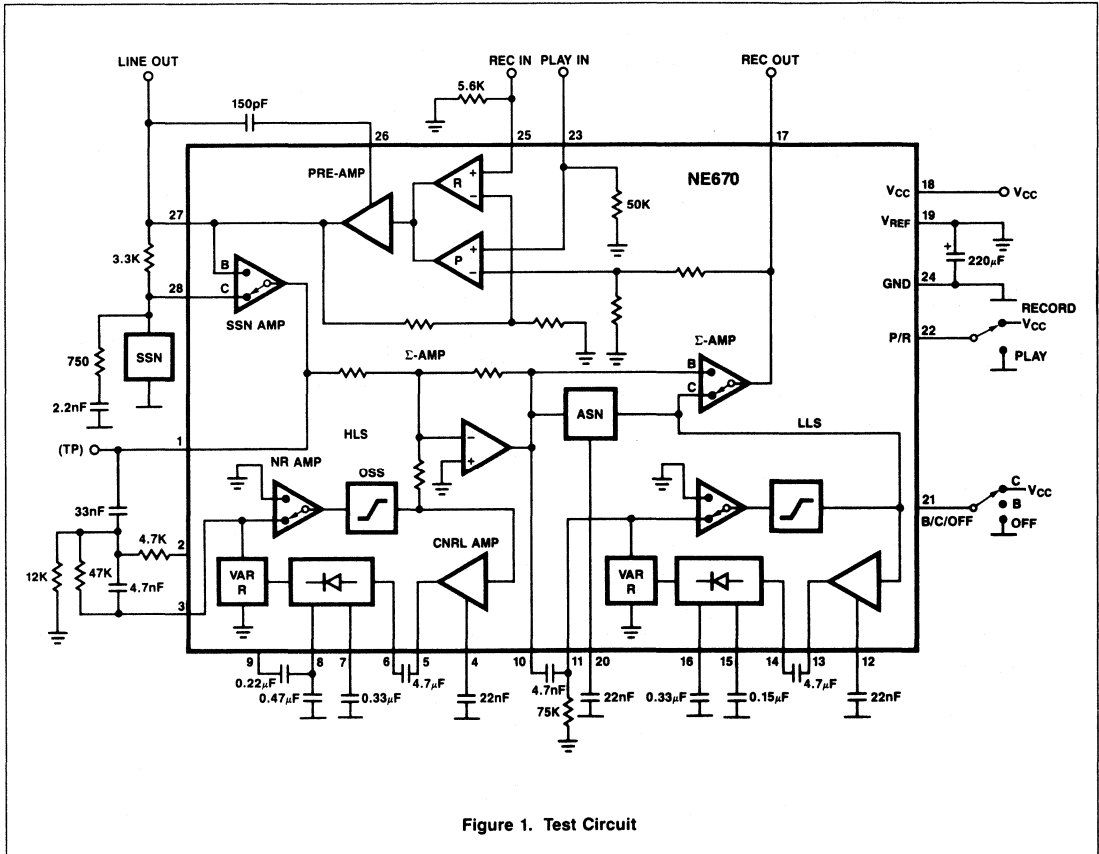 LINE OUT
REC IN
PLAY IN
REC OUT
5.6K
150pF
26
25
23
17
PRE-AMP
NE670
R
+
−
50K
P
+
−
VCC
18
VCC
VREF
19
+
220µF
GND
24
RECORD
VCC
P/R
22
PLAY
27
3.3K
B
28
C
SSN AMP
750
SSN
2.2nF
Σ-AMP
Σ-AMP
B
C
ASN
(TP)
1
HLS
−
+
LLS
NR AMP
OSS
33nF
4.7K
2
12K
47K
4.7nF
3
CNRL AMP
VAR
R
VAR
R
C
VCC
21
B
B/C/OFF
OFF
9
8
7
6
5
4
10
11
20
16
15
14
13
12
0.22µF
0.47µF
0.33µF
4.7µF
22nF
4.7nF
75K
22nF
0.33µF
0.15µF
4.7µF
22nF
Figure 1. Test Circuit